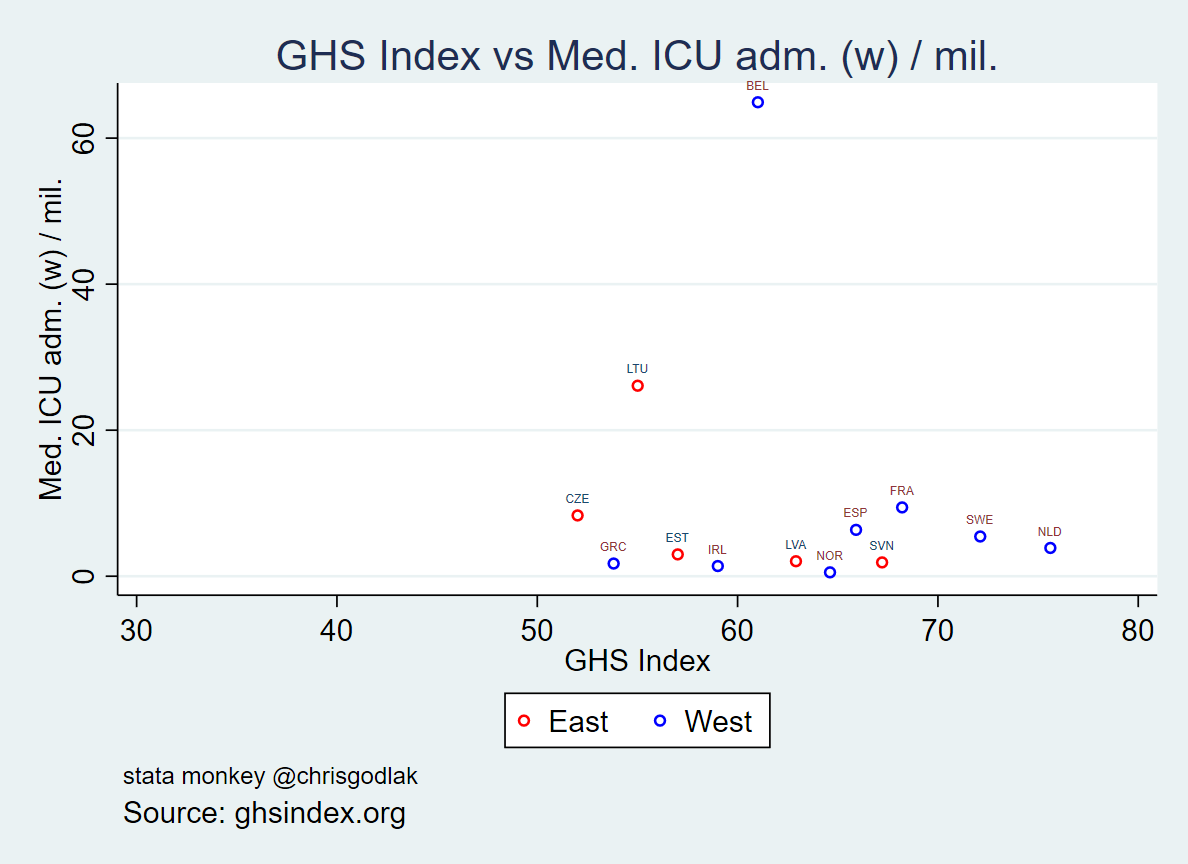 GHS Index vs Med. ICU adm. (w) / mil.
BEL
60
Med. ICU adm. (w) / mil.
40
LTU
20
FRA
CZE
ESP
SWE
NLD
EST
GRC
IRL
LVA
SVN
NOR
0
30 40 50 60 70 80
GHS Index
East West
stata monkey @chrisgodlak
Source: ghsindex.org